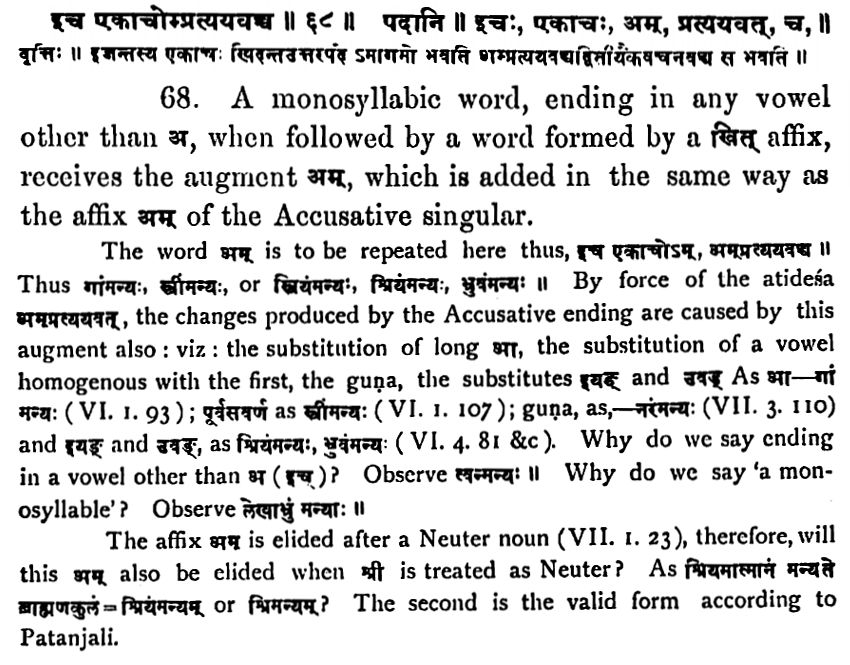 इच एकाचोम्प्रत्ययवच्च ॥ ६८ ॥ पदानि ॥ इचः, एकाचः, अम्, प्रत्ययवत्, च, ॥
वृत्तिः ॥ इजन्तस्य एकाचः खिदन्तउत्तरपदे ऽमागमो भवति अम्प्रत्ययवच्चद्वितीयैकवचनवच्च स भवति ॥
68. A monosyllabic word, ending in any vowel
other than अ, when followed by a word formed by a खित् affix,
receives the augment अम्, which is added in the same way as
the affix अम् of the Accusative singular.
The word अम् is to be repeated here thus, इच एकाचोऽम्, अम्प्रत्ययवच्च ॥
Thus गांमन्यः, स्त्रींमन्यः, or स्त्रियंमन्यः, श्रियंमन्यः, भ्रुवंमन्यः ॥ By force of the atideśa
अम्प्रत्ययवत्, the changes produced by the Accusative ending are caused by this
augment also : viz : the substitution of long आ, the substitution of a vowel
homogenous with the first, the guṇa, the substitutes इयङ् and उवङ् As आ—गां
मन्यः ( VI. 1. 93 ) ; पूर्वसवर्ण as स्त्रींमन्यः ( VI. 1. 107 ) ; guṇa, as,—नरंमन्यः (VII. 3. 110)
and इयङ् and उवङ्, as श्रियंमन्यः, भ्रुवंमन्यः ( VI. 4. 81 &c ). Why do we say ending
in a vowel other than अ ( इच् ) ? Observe त्वन्मन्यः ॥ Why do we say 'a mon-
osyllable' ? Observe लेखाभ्रुं मन्याः ॥
The affix अम् is elided after a Neuter noun (VII. 1. 23), therefore, will
this अम् also be elided when श्री is treated as Neuter ? As श्रियमात्मानं मन्यते
ब्राह्मणकुलं = श्रियंमन्यम् or श्रिमन्यम् ? The second is the valid form according to
Patanjali.